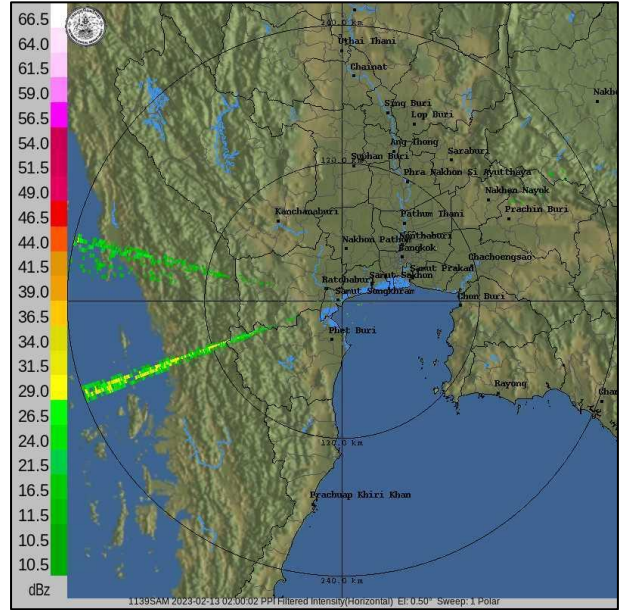 66.5
64.0
61.5
59.0
56.5
54.0
51.5
49.0
46.5
44.0
41.5
39.0
36.5
34.0
31.5
29.0
26.5
24.0
21.5
16.5
13.5
10.5
dBz
240.0 km
Uthai Thani
Chainat
Sing Buri
Lop Buri
Ang Thong
Saraburi
120.0 km
Suphan Buri
Phra Nakhon Si Ayutthaya
Nakhon Nayok
Prachin Buri
Kanchanaburi
Pathum Thani
Nonthaburi
Nakhon Pathom
Bangkok
Chachoengsao
Samut Prakan
Samut Sakhon
Ratchaburi
Samut Songkhram
Chon Buri
Phet Buri
Rayong
120.0 km
Prachuap Khiri Khan
240.0 km
1139SAM 2023-02-13 02:00:02 PPI Filtered Intensity(Horizontal) El: 0.50° Sweep: 1 Polar